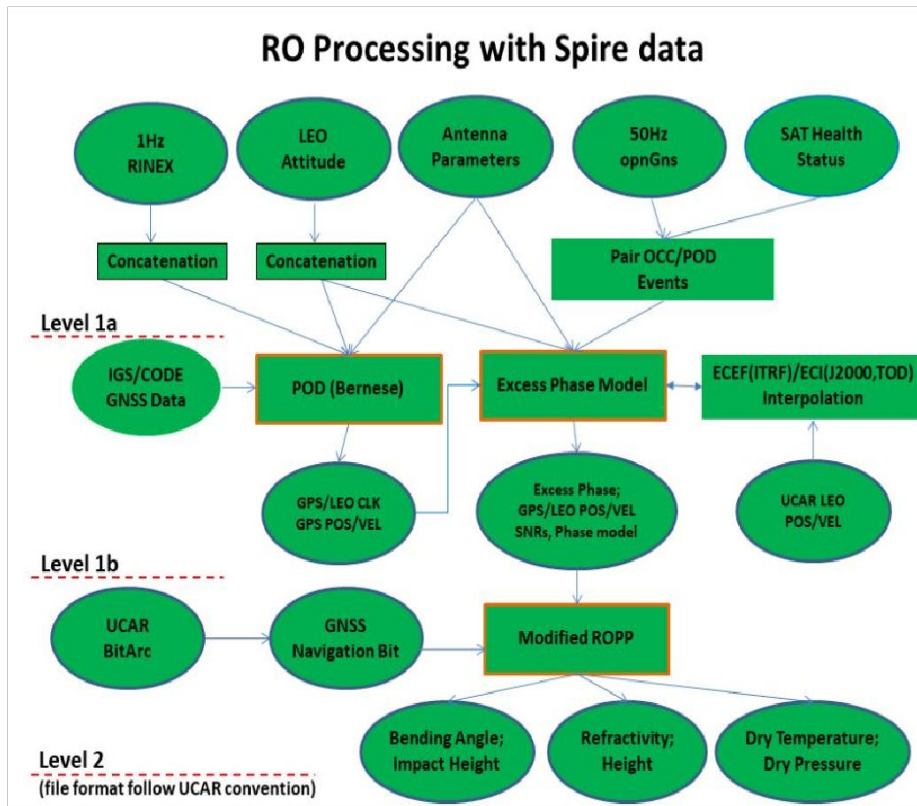 RO Processing with Spire data
1Hz
RINEX
LEO
Attitude
Antenna
Parameters
50Hz
opnGns
SAT Health
Status
Concatenation
Concatenation
Pair OCC/POD
Events
Level 1a
IGS/CODE
GNSS Data
POD (Bernese)
Excess Phase Model
ECEF(ITRF)/ECI(J2000,TOD)
Interpolation
GPS/LEO CLK
GPS POS/VEL
Excess Phase;
GPS/LEO POS/VEL
SNRs, Phase model
UCAR LEO
POS/VEL
Level 1b
UCAR
BitArc
GNSS
Navigation Bit
Modified ROPP
Bending Angle;
Impact Height
Refractivity;
Height
Dry Temperature;
Dry Pressure
Level 2
(file format follow UCAR convention)